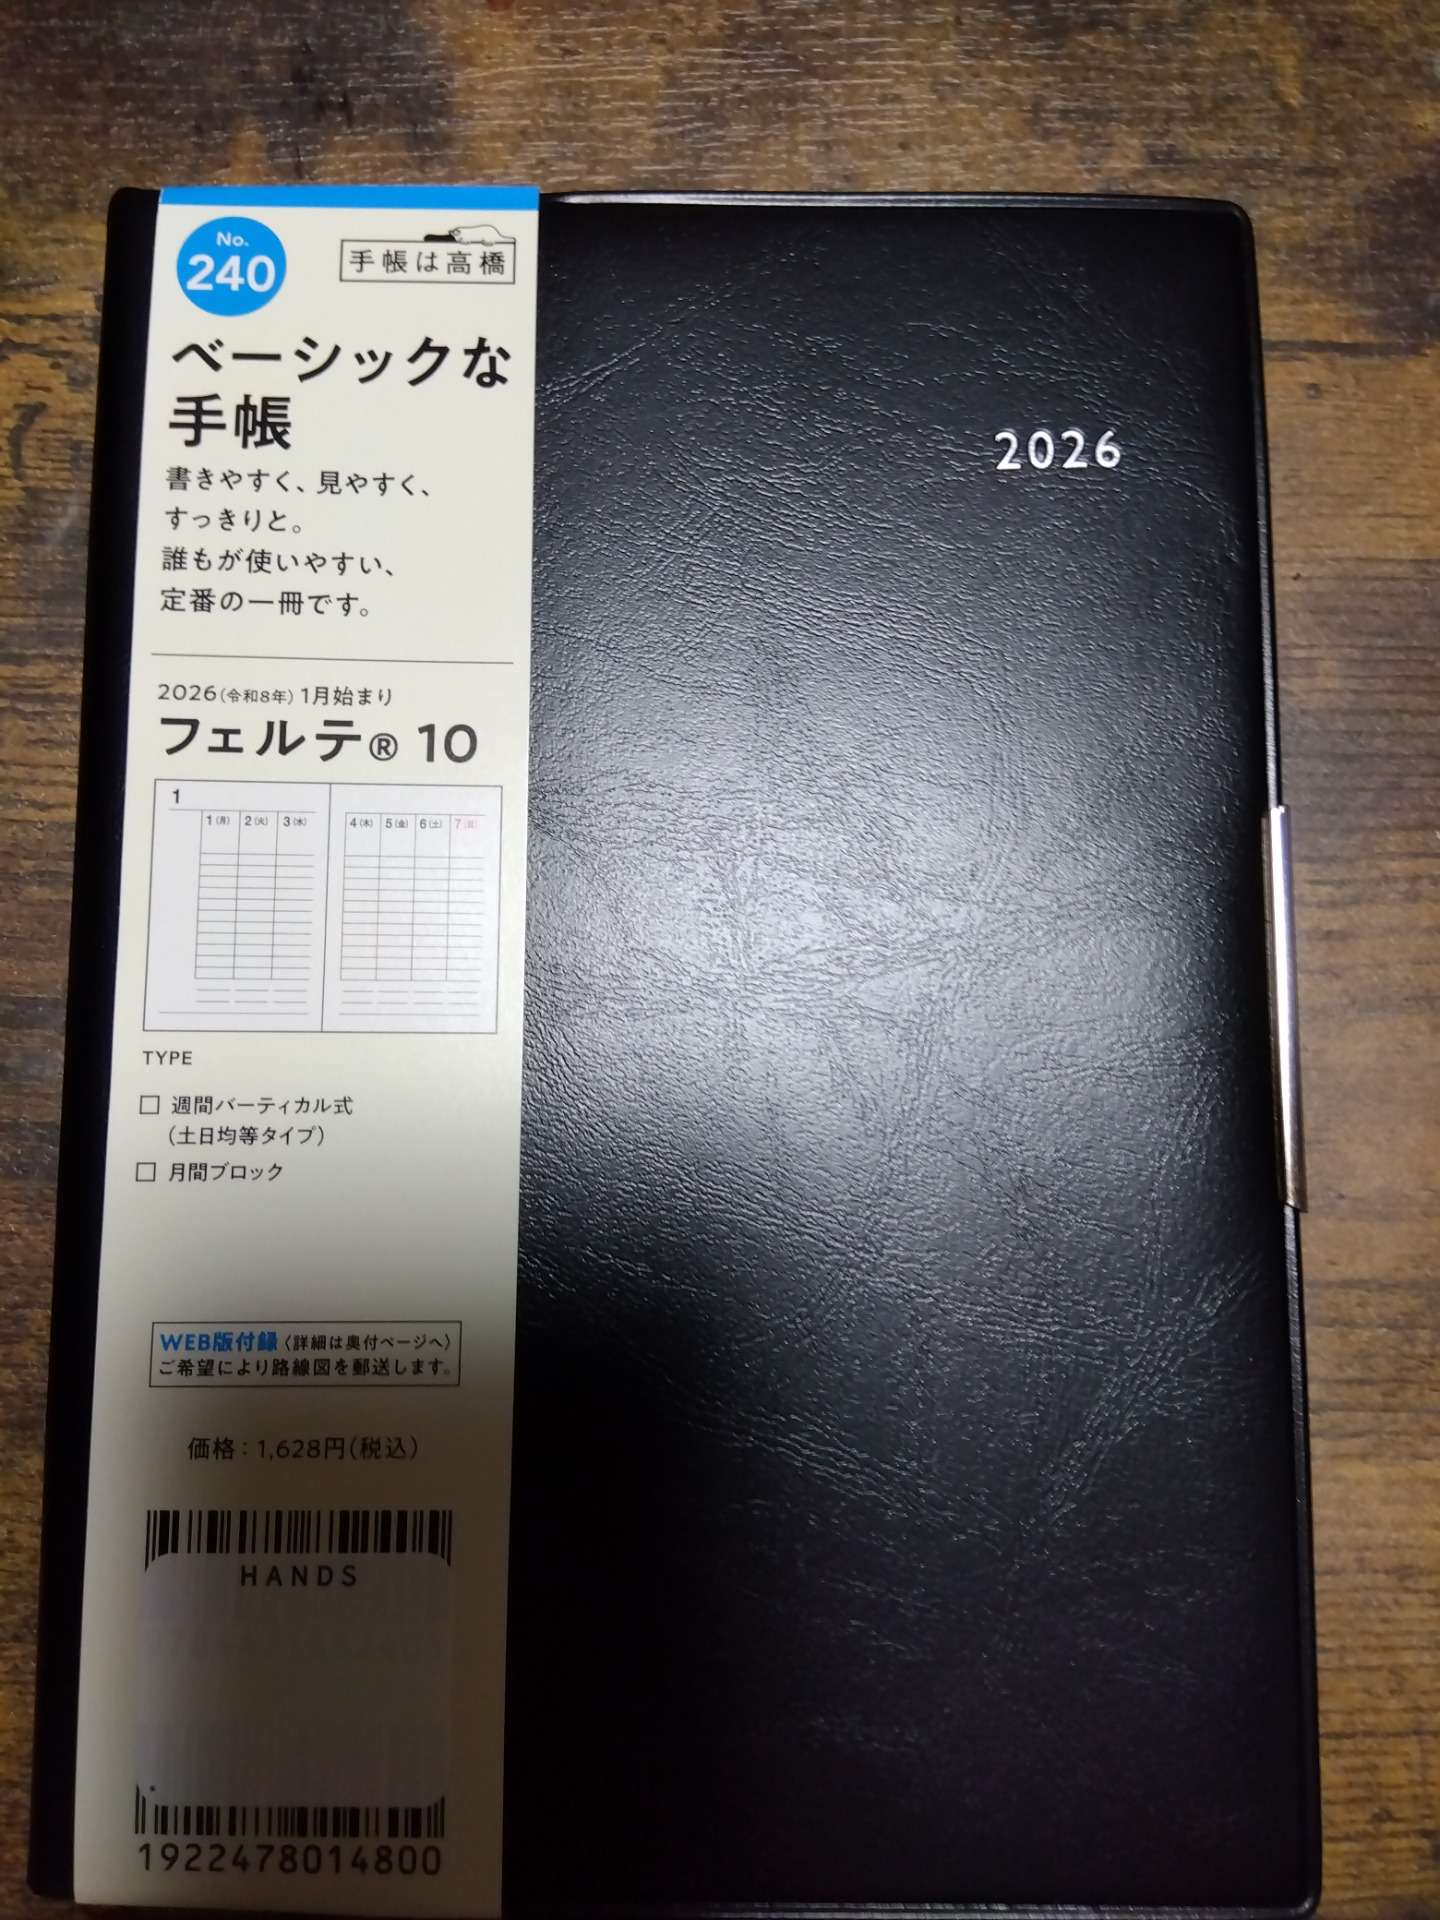 No.
240
手帳は高橋
ベーシックな
手帳
書きやすく、見やすく、
すっきりと。
誰もが使いやすい、
定番の一冊です。
2026(令和8年)1月始まり
フェルテ® 10
1
1(月) 2(火) 3(水) 4(木) 5(金) 6(土) 7(日)
TYPE
□ 週間バーティカル式
(土日均等タイプ)
□ 月間ブロック
WEB版付録〈詳細は奥付ページへ〉
ご希望により路線図を郵送します。
価格:1,628円(税込)
HANDS
1922478014800
2026